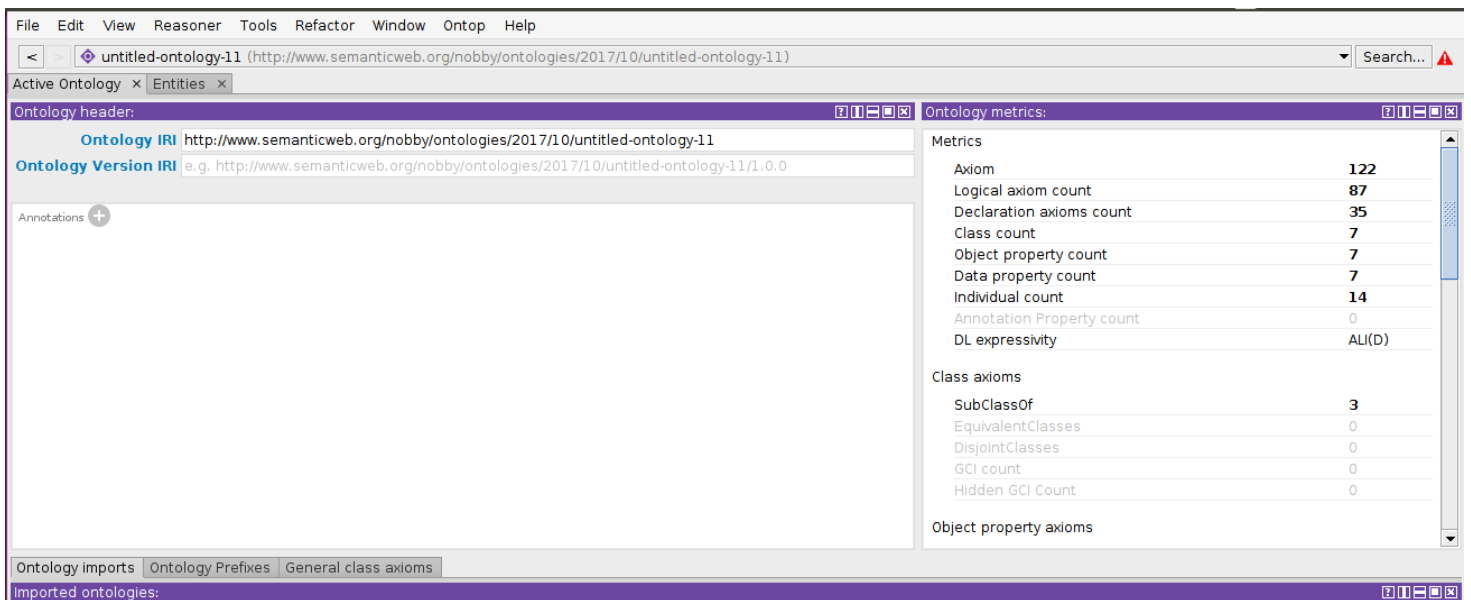 File Edit View Reasoner Tools Refactor Window Ontop Help
< > untitled-ontology-11 (http://www.semanticweb.org/nobby/ontologies/2017/10/untitled-ontology-11) Search...
Active Ontology × Entities ×
Ontology header:
Ontology IRI http://www.semanticweb.org/nobby/ontologies/2017/10/untitled-ontology-11
Ontology Version IRI e.g. http://www.semanticweb.org/nobby/ontologies/2017/10/untitled-ontology-11/1.0.0
Annotations
Ontology metrics:
Metrics
Axiom 122
Logical axiom count 87
Declaration axioms count 35
Class count 7
Object property count 7
Data property count 7
Individual count 14
Annotation Property count 0
DL expressivity ALI(D)
Class axioms
SubClassOf 3
EquivalentClasses 0
DisjointClasses 0
GCI count 0
Hidden GCI Count 0
Object property axioms
Ontology imports Ontology Prefixes General class axioms
Imported ontologies: